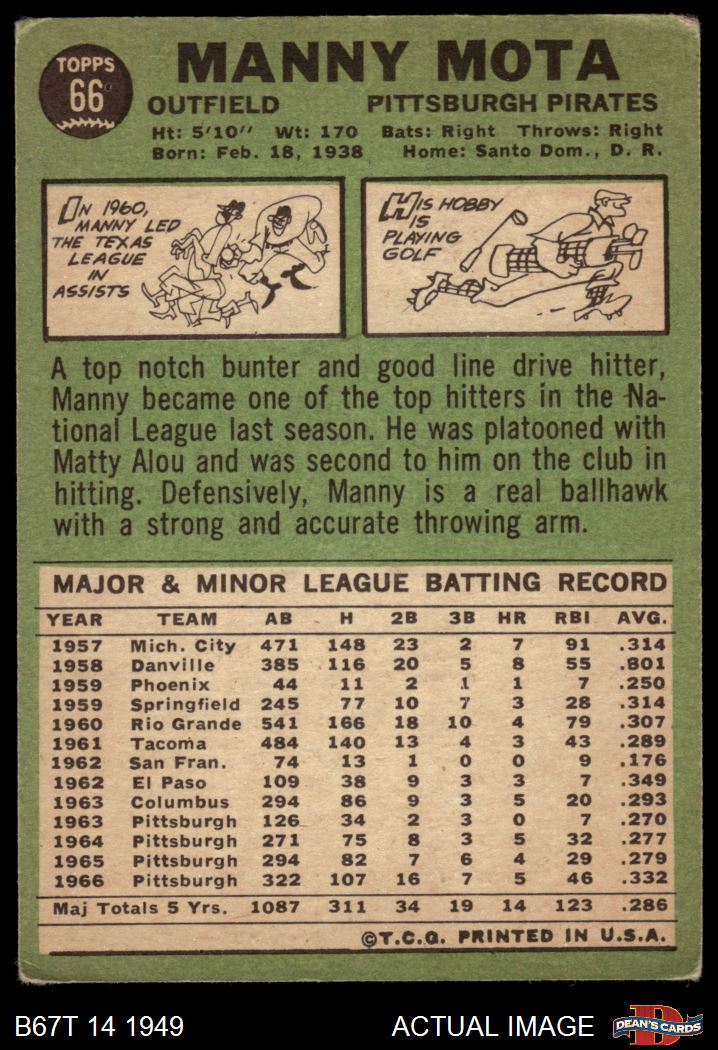 TOPPS
66
MANNY MOTA
OUTFIELD PITTSBURGH PIRATES
Ht: 5'10" Wt: 170 Bats: Right Throws: Right
Born: Feb. 18, 1938 Home: Santo Dom., D. R.
IN 1960,
MANNY LED
THE TEXAS
LEAGUE
IN
ASSISTS
HIS HOBBY
IS
PLAYING
GOLF
A top notch bunter and good line drive hitter,
Manny became one of the top hitters in the Na-
tional League last season. He was platooned with
Matty Alou and was second to him on the club in
hitting. Defensively, Manny is a real ballhawk
with a strong and accurate throwing arm.
MAJOR & MINOR LEAGUE BATTING RECORD
YEAR TEAM AB H 2B 3B HR RBI AVG.
1957 Mich. City 471 148 23 2 7 91 .314
1958 Danville 385 116 20 5 8 55 .801
1959 Phoenix 44 11 2 1 1 7 .250
1959 Springfield 245 77 10 7 3 28 .314
1960 Rio Grande 541 166 18 10 4 79 .307
1961 Tacoma 484 140 13 4 3 43 .289
1962 San Fran. 74 13 1 0 0 9 .176
1962 El Paso 109 38 9 3 3 7 .349
1963 Columbus 294 86 9 3 5 20 .293
1963 Pittsburgh 126 34 2 3 0 7 .270
1964 Pittsburgh 271 75 8 3 5 32 .277
1965 Pittsburgh 294 82 7 6 4 29 .279
1966 Pittsburgh 322 107 16 7 5 46 .332
Maj Totals 5 Yrs. 1087 311 34 19 14 123 .286
©T.C.G. PRINTED IN U.S.A.
B67T 14 1949 ACTUAL IMAGE
DEAN'S CARDS